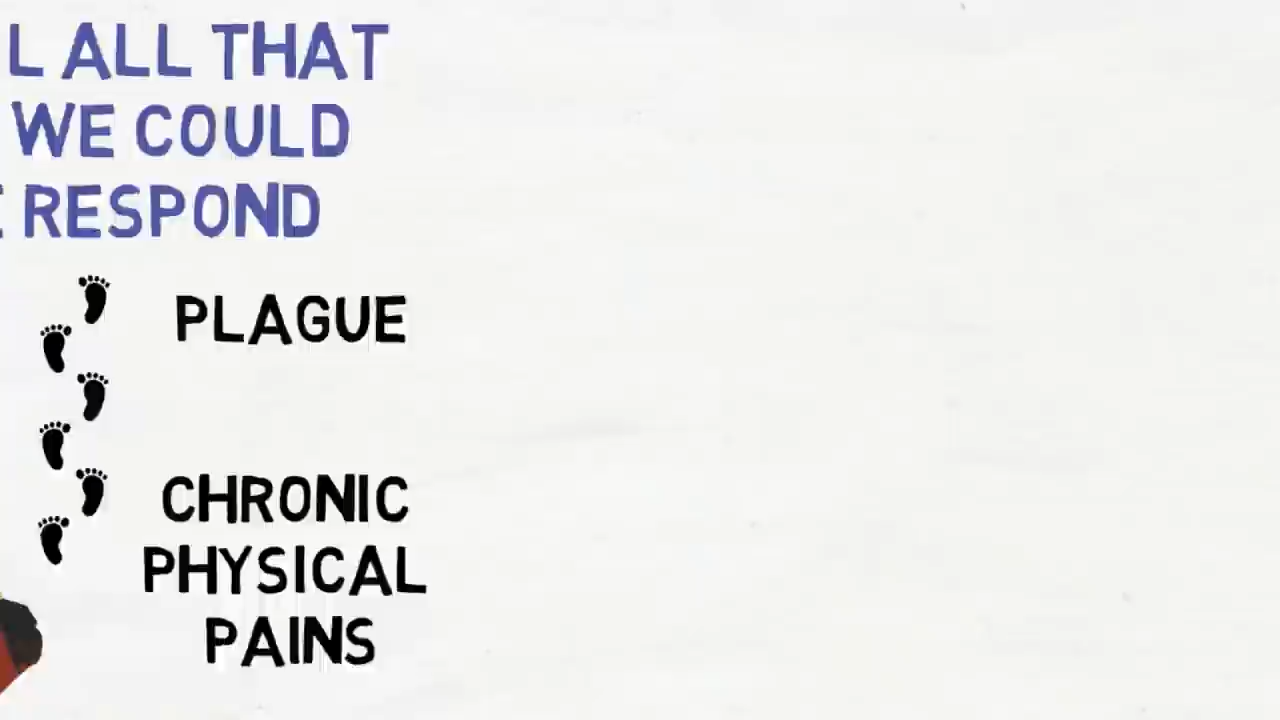 L ALL THAT
WE COULD
RESPOND
PLAGUE
CHRONIC
PHYSICAL
PAINS